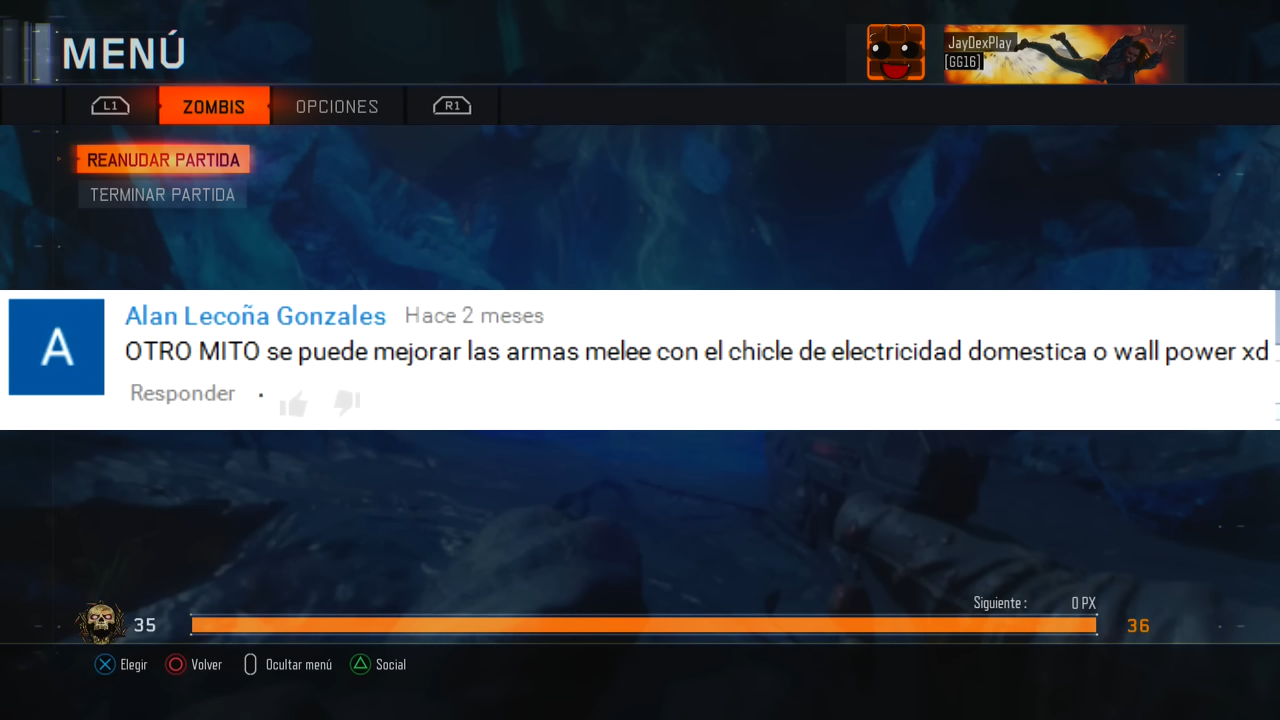 MENÚ
JayDexPlay
[GG16]
L1 ZOMBIS OPCIONES R1
REANUDAR PARTIDA
TERMINAR PARTIDA
A
Alan Lecoña Gonzales Hace 2 meses
OTRO MITO se puede mejorar las armas melee con el chicle de electricidad domestica o wall power xd
Responder ·
Siguiente : 0 PX
35 36
Elegir Volver Ocultar menú Social